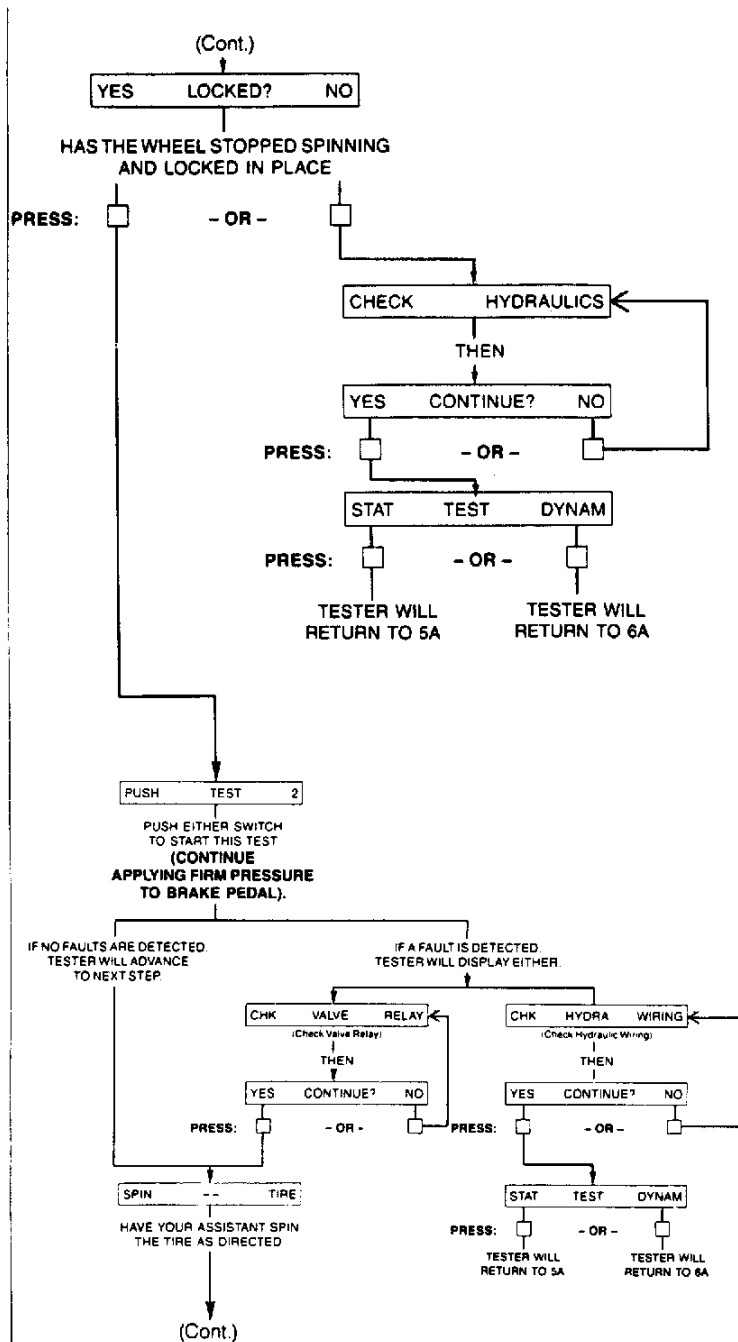 (Cont.)
YES LOCKED? NO
HAS THE WHEEL STOPPED SPINNING
AND LOCKED IN PLACE
PRESS: – OR –
CHECK HYDRAULICS
THEN
YES CONTINUE? NO
PRESS: – OR –
STAT TEST DYNAM
PRESS: – OR –
TESTER WILL
RETURN TO 5A
TESTER WILL
RETURN TO 6A
PUSH TEST 2
PUSH EITHER SWITCH
TO START THIS TEST
(CONTINUE
APPLYING FIRM PRESSURE
TO BRAKE PEDAL).
IF NO FAULTS ARE DETECTED.
TESTER WILL ADVANCE
TO NEXT STEP.
IF A FAULT IS DETECTED.
TESTER WILL DISPLAY EITHER.
CHK VALVE RELAY
(Check Valve Relay)
THEN
YES CONTINUE? NO
PRESS: – OR –
CHK HYDRA WIRING
(Check Hydraulic Wiring)
THEN
YES CONTINUE? NO
PRESS: – OR –
SPIN -- TIRE
HAVE YOUR ASSISTANT SPIN
THE TIRE AS DIRECTED
STAT TEST DYNAM
PRESS: – OR –
TESTER WILL
RETURN TO 5A
TESTER WILL
RETURN TO 6A
(Cont.)